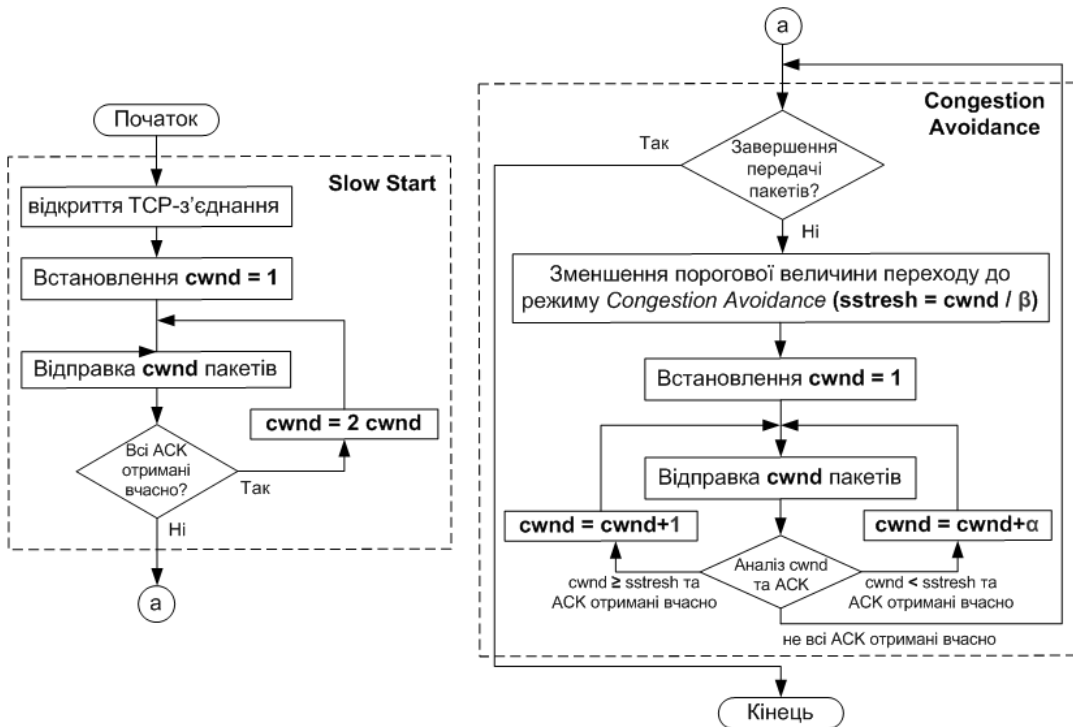 Початок
Slow Start
відкриття TCP-з’єднання
Встановлення cwnd = 1
Відправка cwnd пакетів
cwnd = 2 cwnd
Всі ACK
отримані
вчасно?
Так
Ні
a
a
Congestion
Avoidance
Так
Завершення
передачі
пакетів?
Ні
Зменшення порогової величини переходу до
режиму Congestion Avoidance (sstresh = cwnd / β)
Встановлення cwnd = 1
Відправка cwnd пакетів
cwnd = cwnd+1
cwnd = cwnd+α
Аналіз cwnd
та ACK
cwnd ≥ sstresh та
ACK отримані вчасно
cwnd < sstresh та
ACK отримані вчасно
не всі ACK отримані вчасно
Кінець